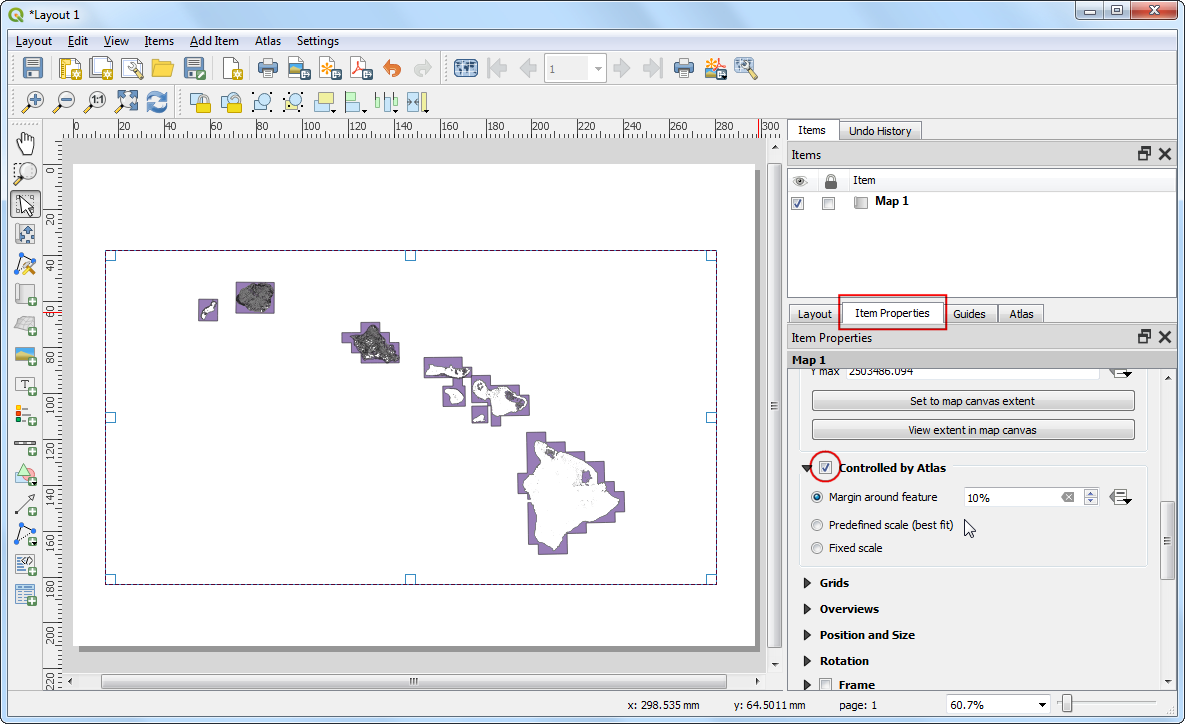 *Layout 1
Layout Edit View Items Add Item Atlas Settings
1
1:1
0 20 40 60 80 100 120 140 160 180 200 220 240 260 280 300
0
20
40
60
80
100
120
140
160
180
200
220
T
Items Undo History
Items
Item
Map 1
Layout Item Properties Guides Atlas
Item Properties
Map 1
Y max 2503486.094
Set to map canvas extent
View extent in map canvas
Controlled by Atlas
Margin around feature 10%
Predefined scale (best fit)
Fixed scale
Grids
Overviews
Position and Size
Rotation
Frame
x: 298.535 mm y: 64.5011 mm page: 1 60.7%